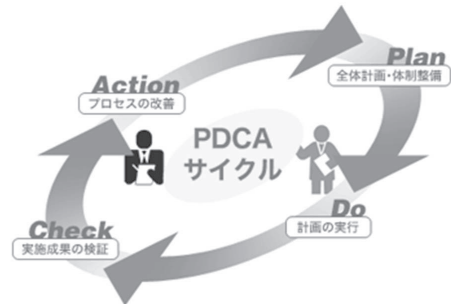 Plan
全体計画・体制整備
Action
プロセスの改善
PDCA
サイクル
Do
計画の実行
Check
実施成果の検証